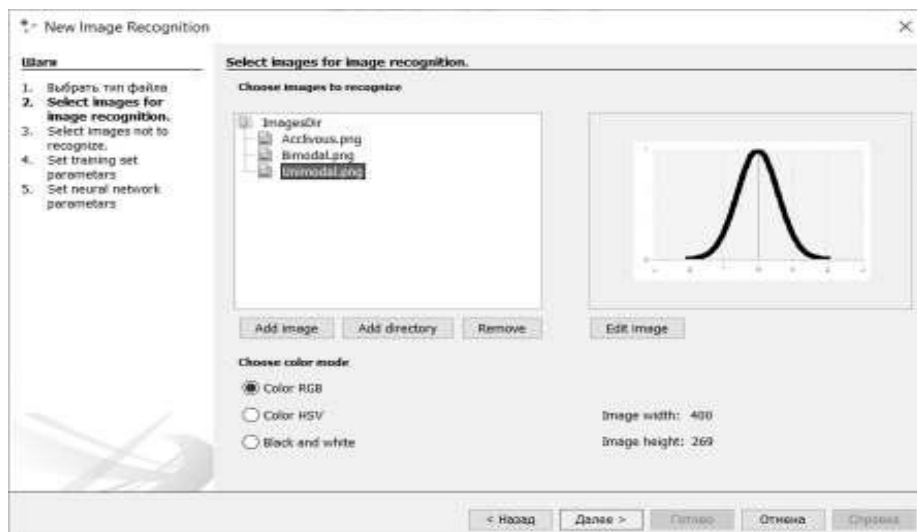 New Image Recognition
Шаги
1. Выбрать тип файла
2. Select images for
image recognition.
3. Select images not to
recognize.
4. Set training set
parameters
5. Set neural network
parameters
Select images for image recognition.
Choose images to recognize
ImagesDir
Acclivous.png
Bimodal.png
Unimodal.png
Add image
Add directory
Remove
Edit image
Choose color mode
Color RGB
Color HSV
Black and white
Image width: 400
Image height: 269
< Назад
Далее >
Готово
Отмена
Справка